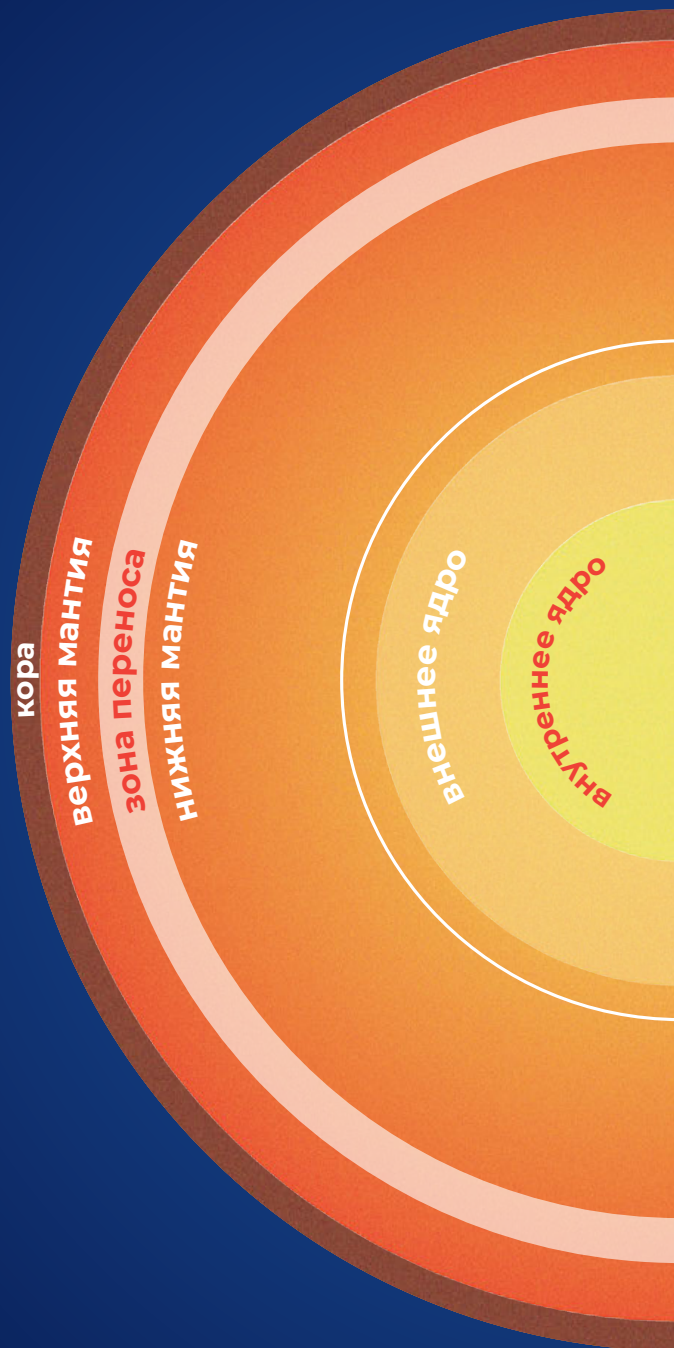 кора
верхняя мантия
зона переноса
нижняя мантия
внешнее ядро
внутреннее ядро